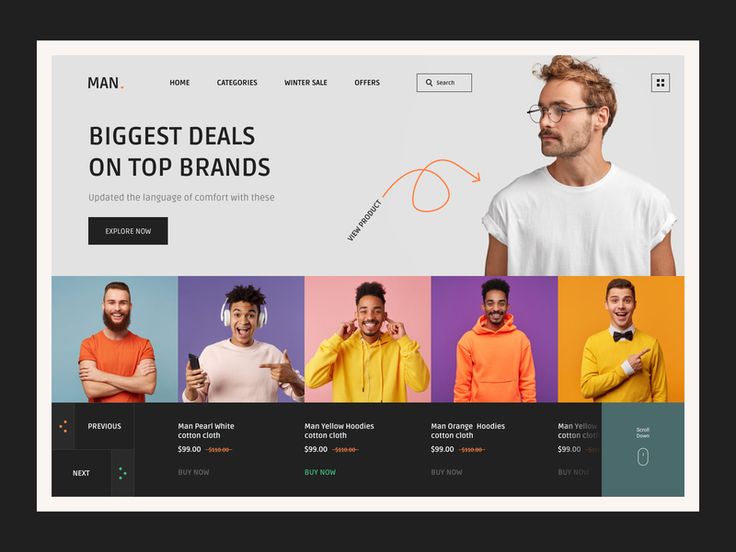 MAN.
HOME
CATEGORIES
WINTER SALE
OFFERS
Search
BIGGEST DEALS
ON TOP BRANDS
Updated the language of comfort with these
EXPLORE NOW
VIEW PRODUCT
PREVIOUS
NEXT
Man Pearl White
cotton cloth
$99.00 $110.00
BUY NOW
Man Yellow Hoodies
cotton cloth
$99.00 $110.00
BUY NOW
Man Orange Hoodies
cotton cloth
$99.00 $110.00
BUY NOW
Man Yellow
cotton cloth
$99.00
BUY NOW
Scroll
Down